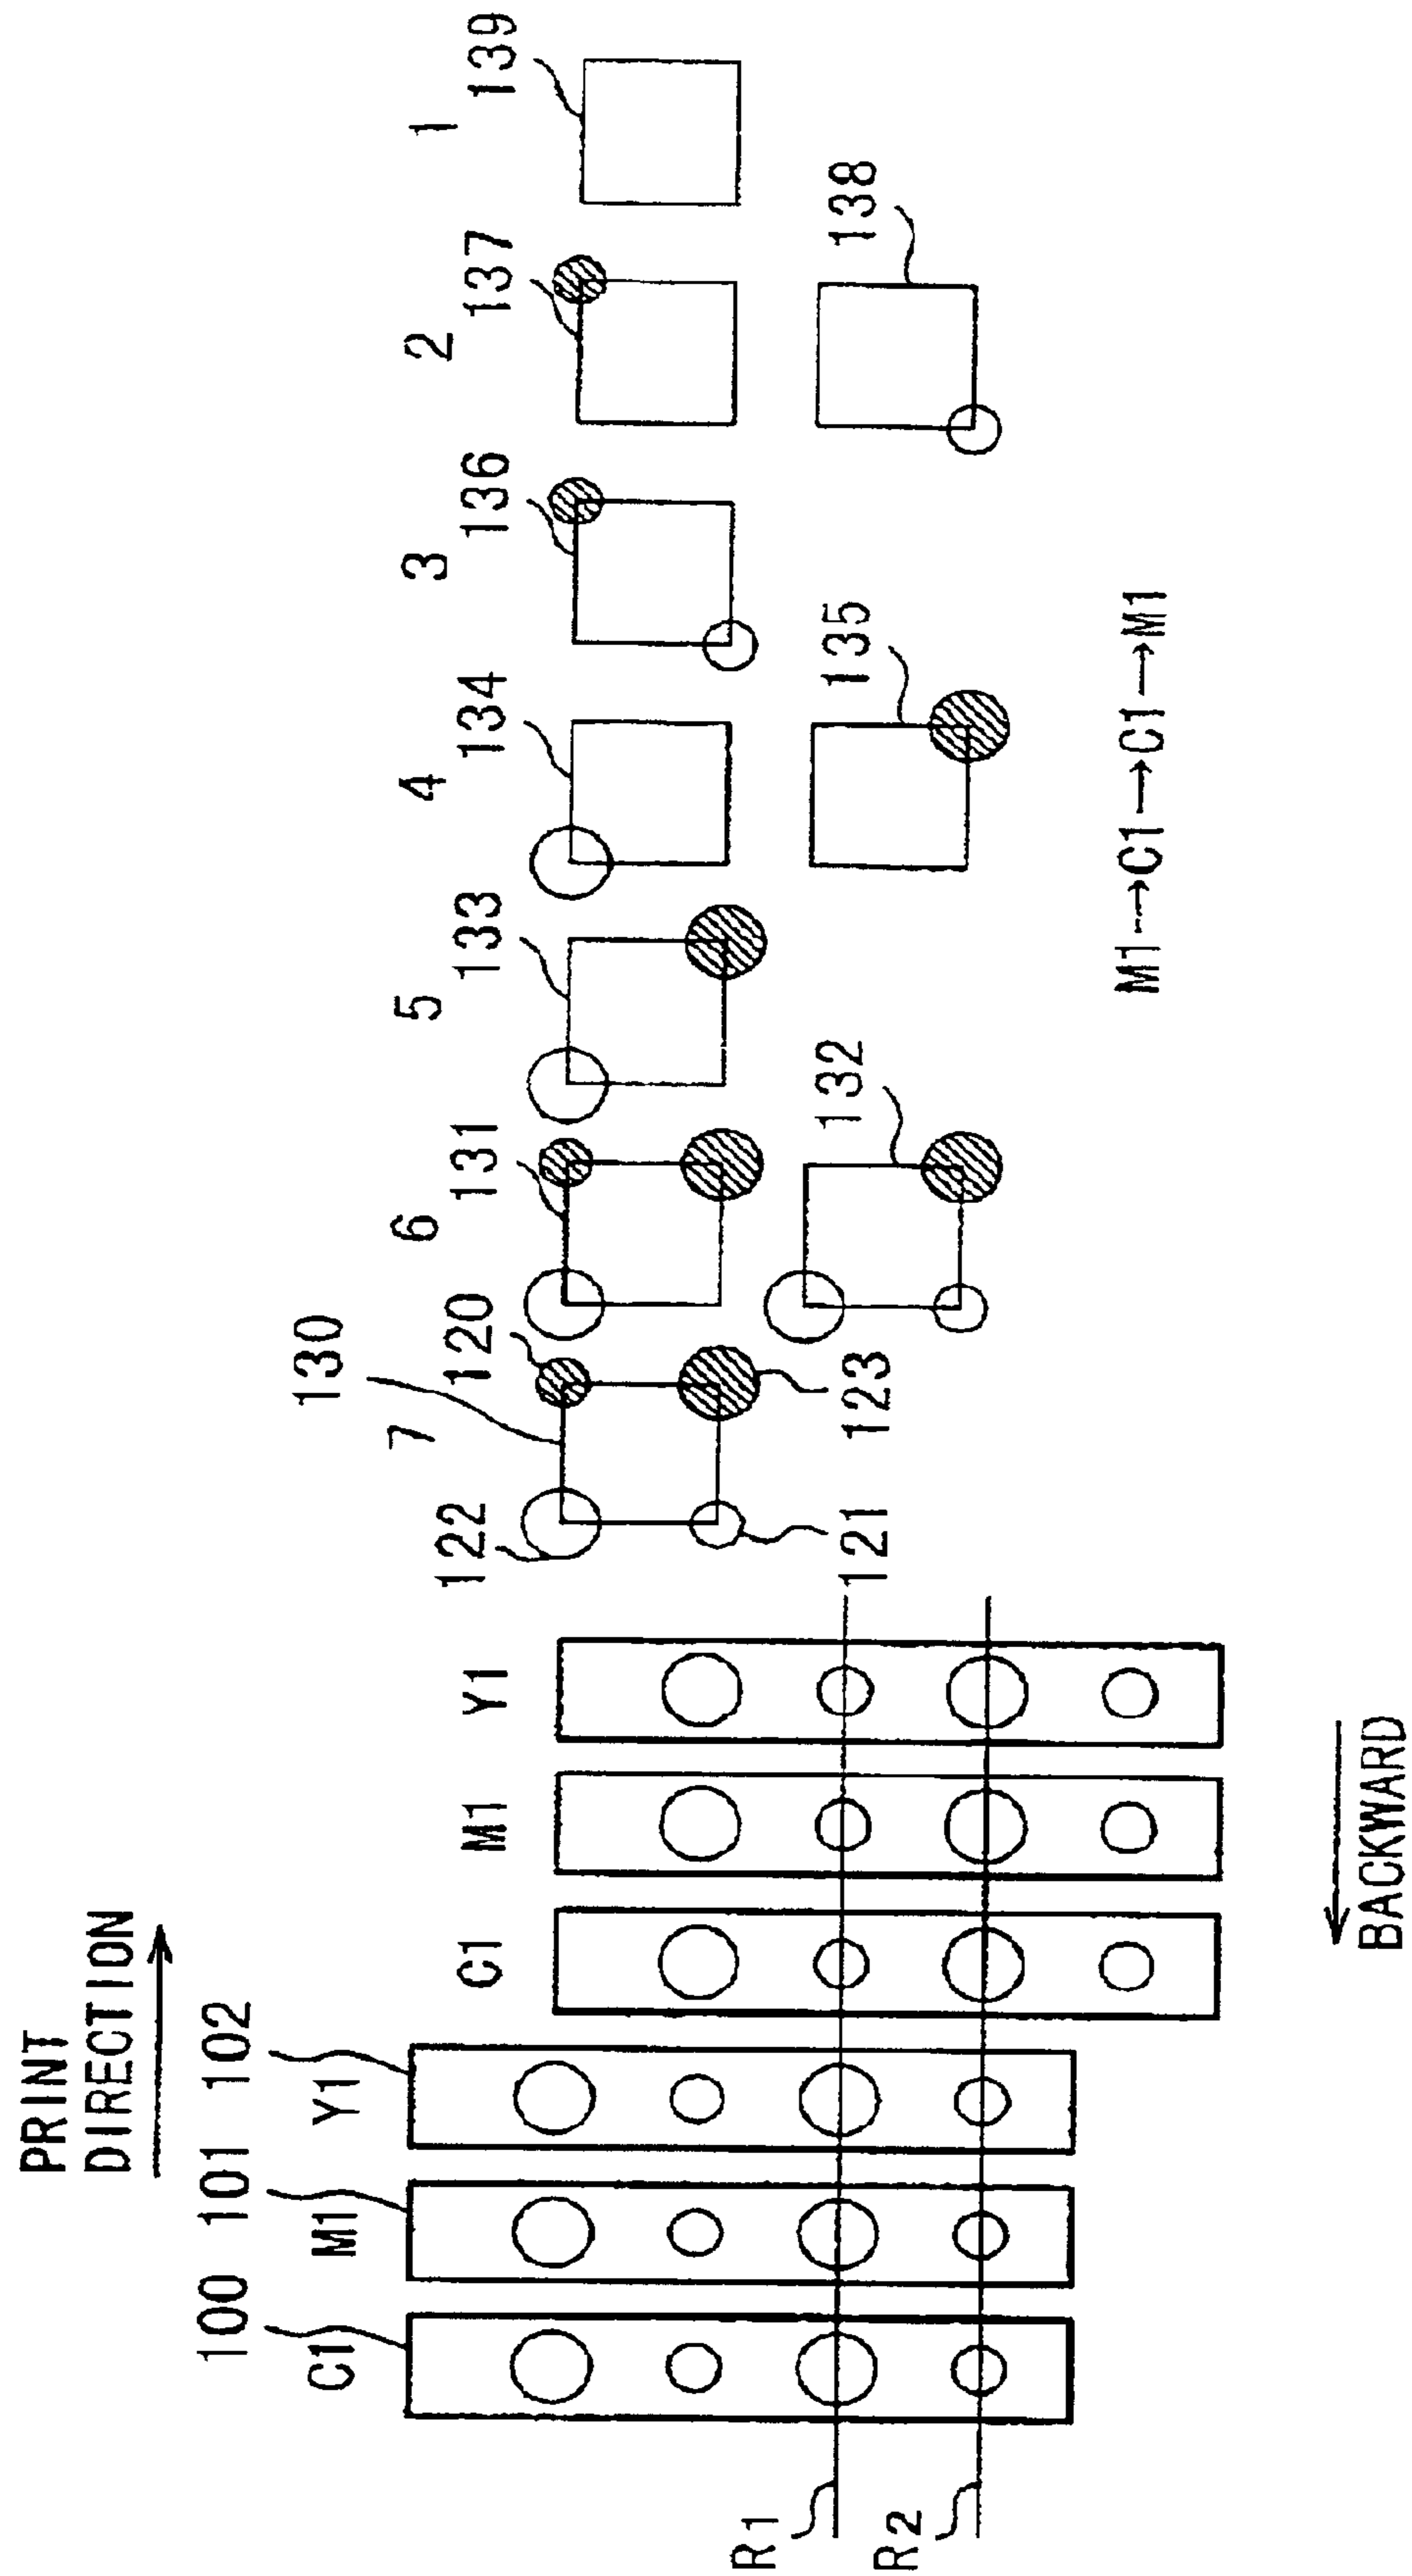 PRINT
DIRECTION
100
101
102
C1
M1
Y1
C1
M1
Y1
R1
R2
BACKWARD
7
6
5
4
3
2
1
130
122
120
121
123
131
132
133
134
135
136
137
138
139
M1→C1→C1→M1